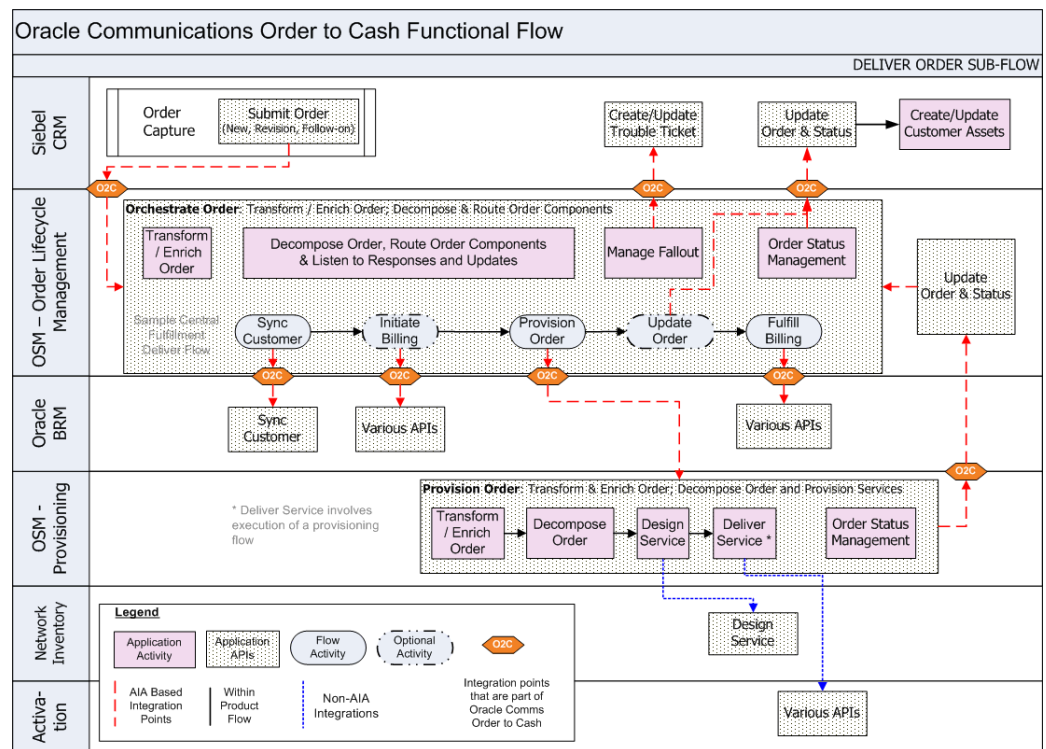 Oracle Communications Order to Cash Functional Flow
DELIVER ORDER SUB-FLOW
Siebel
CRM
Order
Capture
Submit Order
(New, Revision, Follow-on)
Create/Update
Trouble Ticket
Update
Order & Status
Create/Update
Customer Assets
O2C
O2C
O2C
OSM – Order Lifecycle
Management
Orchestrate Order: Transform / Enrich Order; Decompose & Route Order Components
Transform
/ Enrich
Order
Decompose Order, Route Order Components
& Listen to Responses and Updates
Manage Fallout
Order Status
Management
Update
Order & Status
Sample Central
Fulfillment
Deliver Flow
Sync
Customer
Initiate
Billing
Provision
Order
Update
Order
Fulfill
Billing
O2C
O2C
O2C
O2C
Oracle
BRM
Sync
Customer
Various APIs
Various APIs
O2C
OSM -
Provisioning
* Deliver Service involves
execution of a provisioning
flow
Provision Order: Transform & Enrich Order; Decompose Order and Provision Services
Transform
/ Enrich
Order
Decompose
Order
Design
Service
Deliver
Service *
Order Status
Management
Network
Inventory
Design
Service
Activa-
tion
Various APIs
Legend
Application
Activity
Application
APIs
Flow
Activity
Optional
Activity
O2C
AIA Based
Integration
Points
Within
Product
Flow
Non-AIA
Integrations
Integration points
that are part of
Oracle Comms
Order to Cash